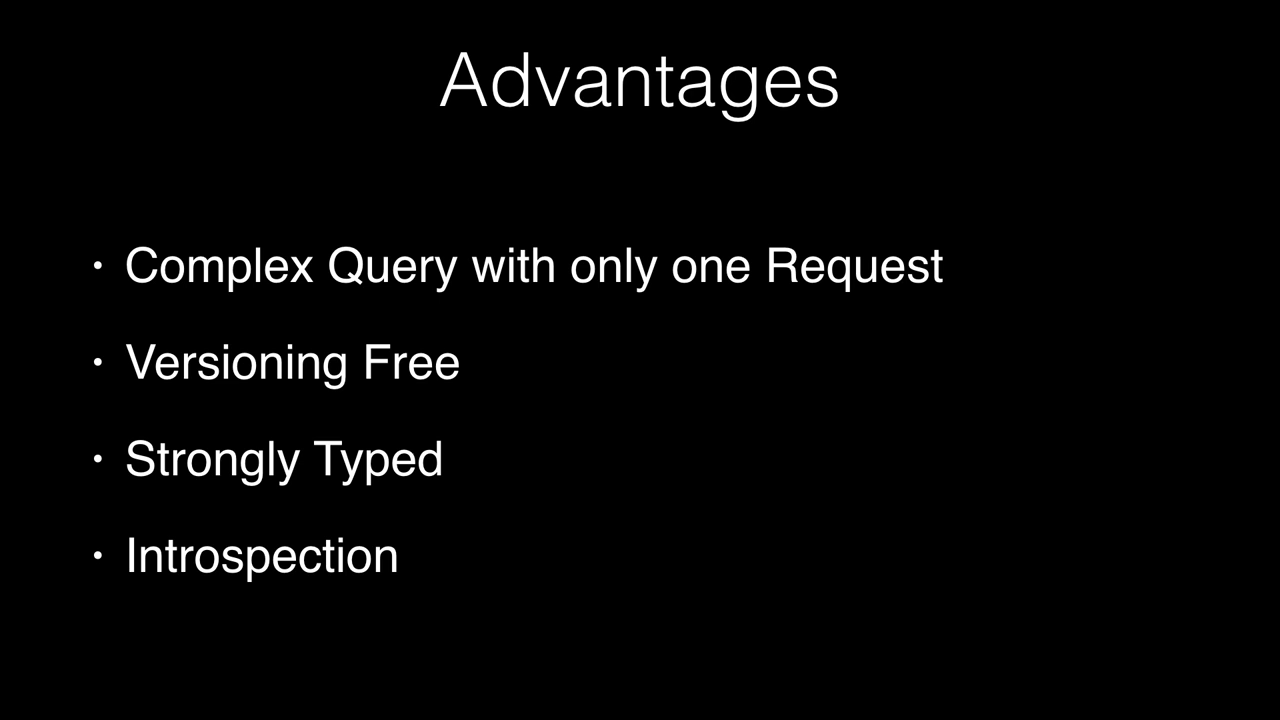 Advantages
• Complex Query with only one Request
• Versioning Free
• Strongly Typed
• Introspection